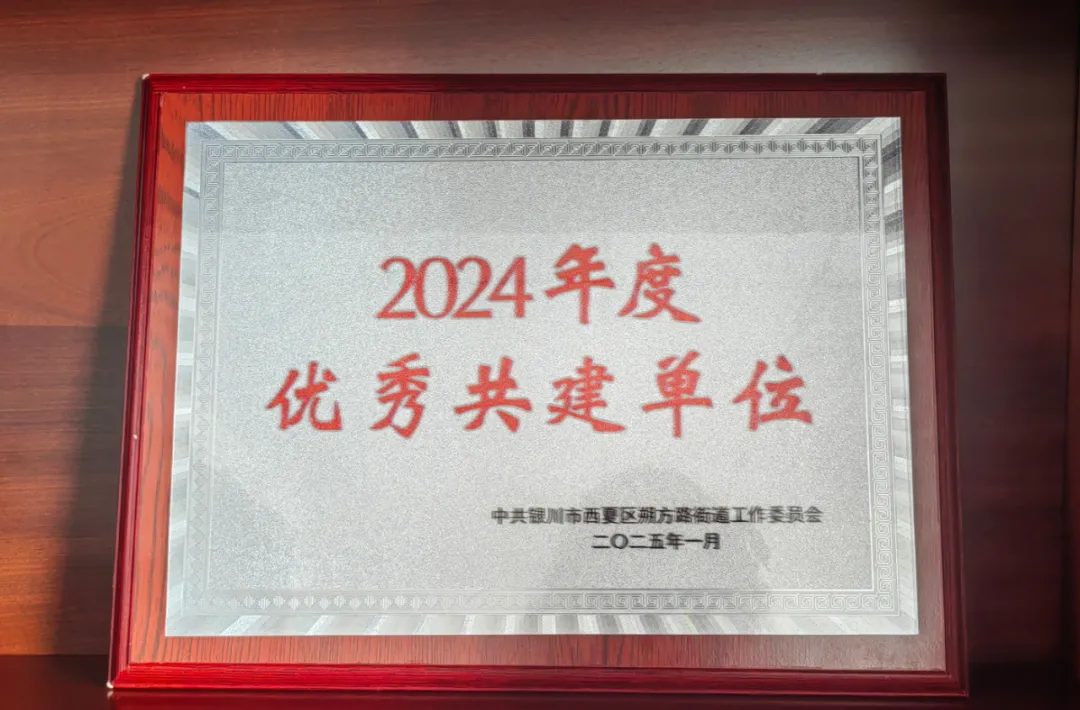 2024年度
优秀共建单位
中共银川市西夏区朔方路街道工作委员会
二〇二五年一月